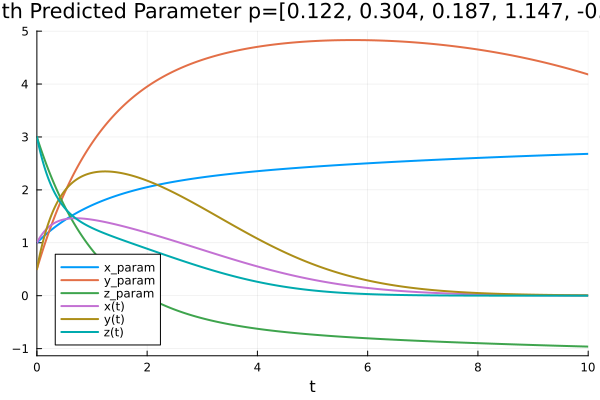 th Predicted Parameter p=[0.122, 0.304, 0.187, 1.147, -0.
5
4
3
2
1
0
−1
x_param
y_param
z_param
x(t)
y(t)
z(t)
0 2 4 6 8 10
t